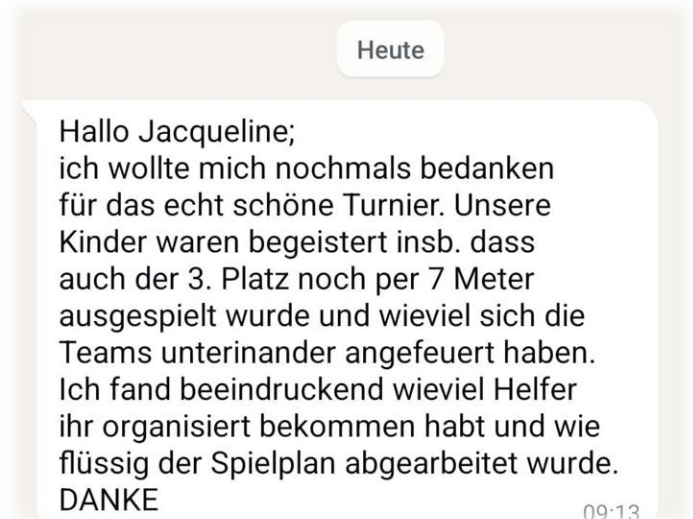 Heute
Hallo Jacqueline;
ich wollte mich nochmals bedanken
für das echt schöne Turnier. Unsere
Kinder waren begeistert insb. dass
auch der 3. Platz noch per 7 Meter
ausgespielt wurde und wieviel sich die
Teams unterinander angefeuert haben.
Ich fand beeindruckend wieviel Helfer
ihr organisiert bekommen habt und wie
flüssig der Spielplan abgearbeitet wurde.
DANKE
09:13